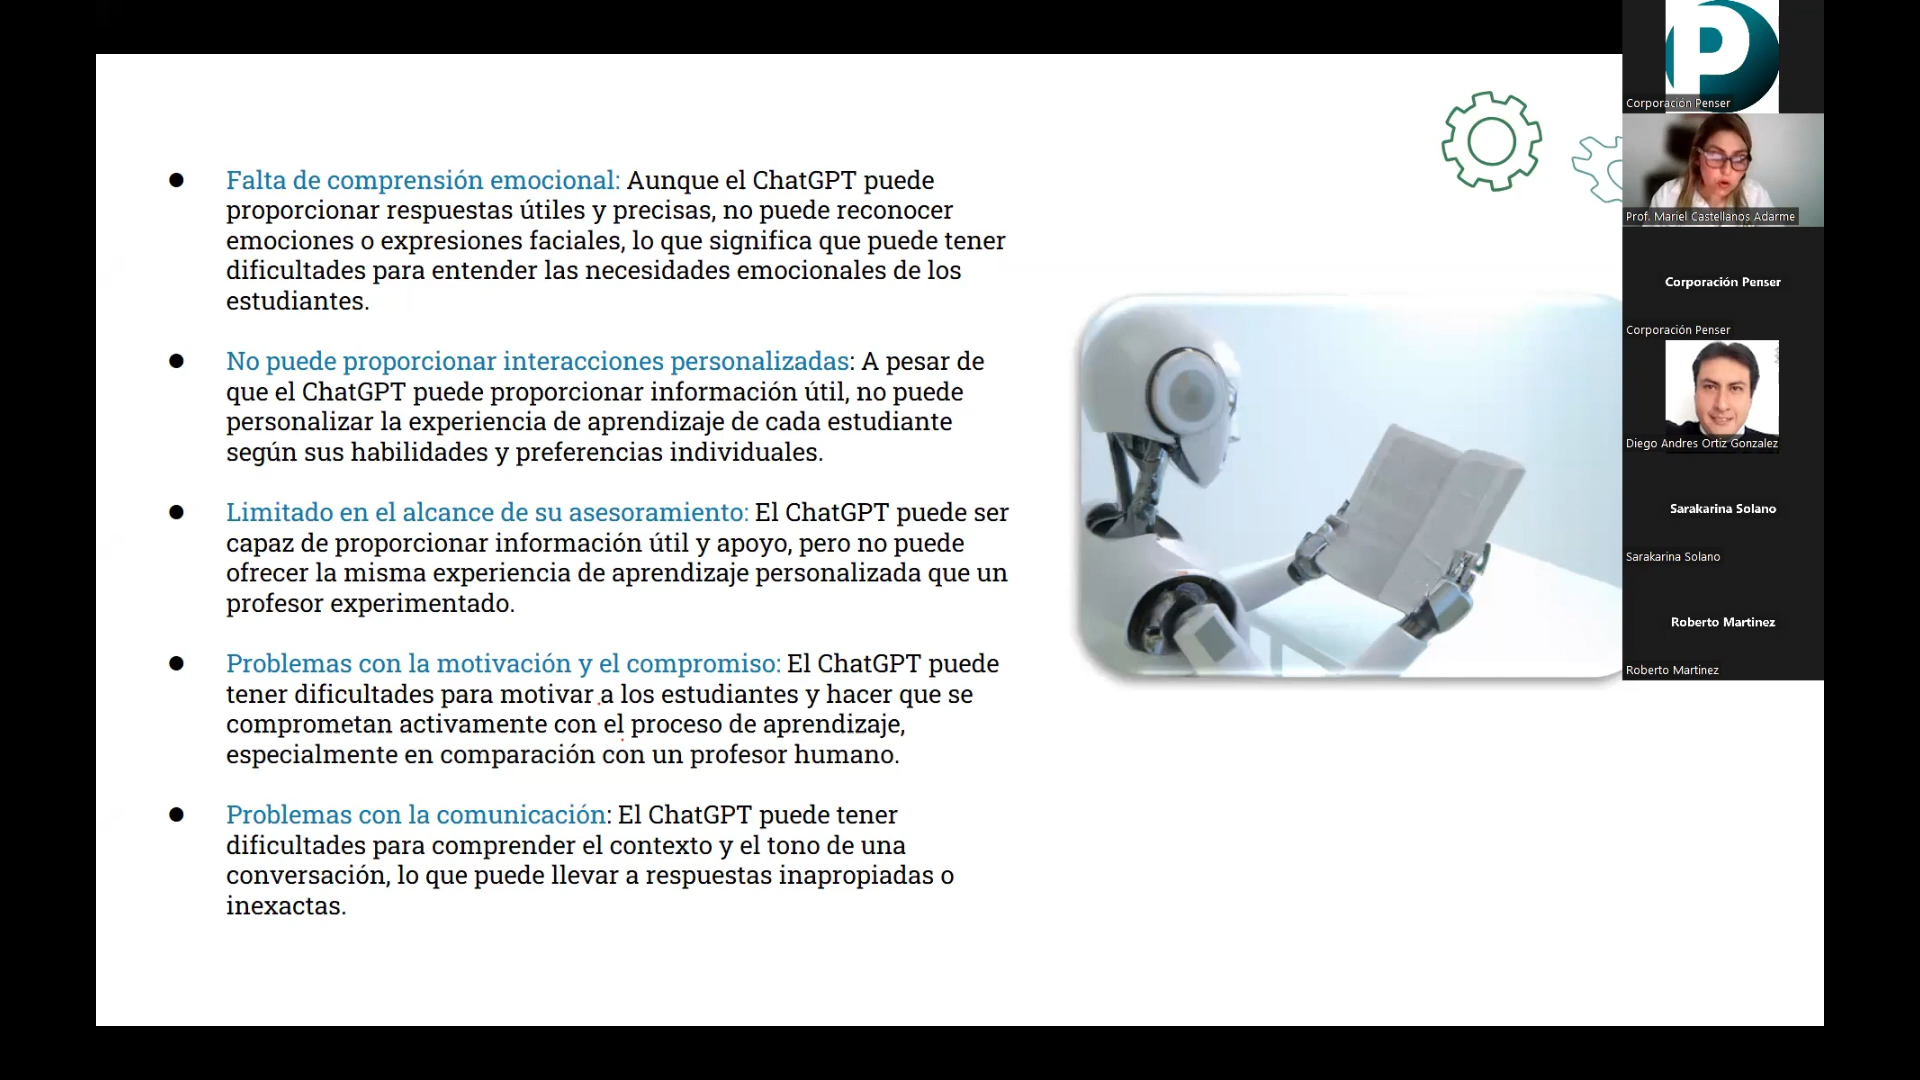 Falta de comprensión emocional: Aunque el ChatGPT puede
proporcionar respuestas útiles y precisas, no puede reconocer
emociones o expresiones faciales, lo que significa que puede tener
dificultades para entender las necesidades emocionales de los
estudiantes.
No puede proporcionar interacciones personalizadas: A pesar de
que el ChatGPT puede proporcionar información útil, no puede
personalizar la experiencia de aprendizaje de cada estudiante
según sus habilidades y preferencias individuales.
Limitado en el alcance de su asesoramiento: El ChatGPT puede ser
capaz de proporcionar información útil y apoyo, pero no puede
ofrecer la misma experiencia de aprendizaje personalizada que un
profesor experimentado.
Problemas con la motivación y el compromiso: El ChatGPT puede
tener dificultades para motivar a los estudiantes y hacer que se
comprometan activamente con el proceso de aprendizaje,
especialmente en comparación con un profesor humano.
Problemas con la comunicación: El ChatGPT puede tener
dificultades para comprender el contexto y el tono de una
conversación, lo que puede llevar a respuestas inapropiadas o
inexactas.
P
Corporación Penser
Prof. Mariel Castellanos Adarme
Corporación Penser
Corporación Penser
Diego Andres Ortiz Gonzalez
Sarakarina Solano
Sarakarina Solano
Roberto Martinez
Roberto Martinez